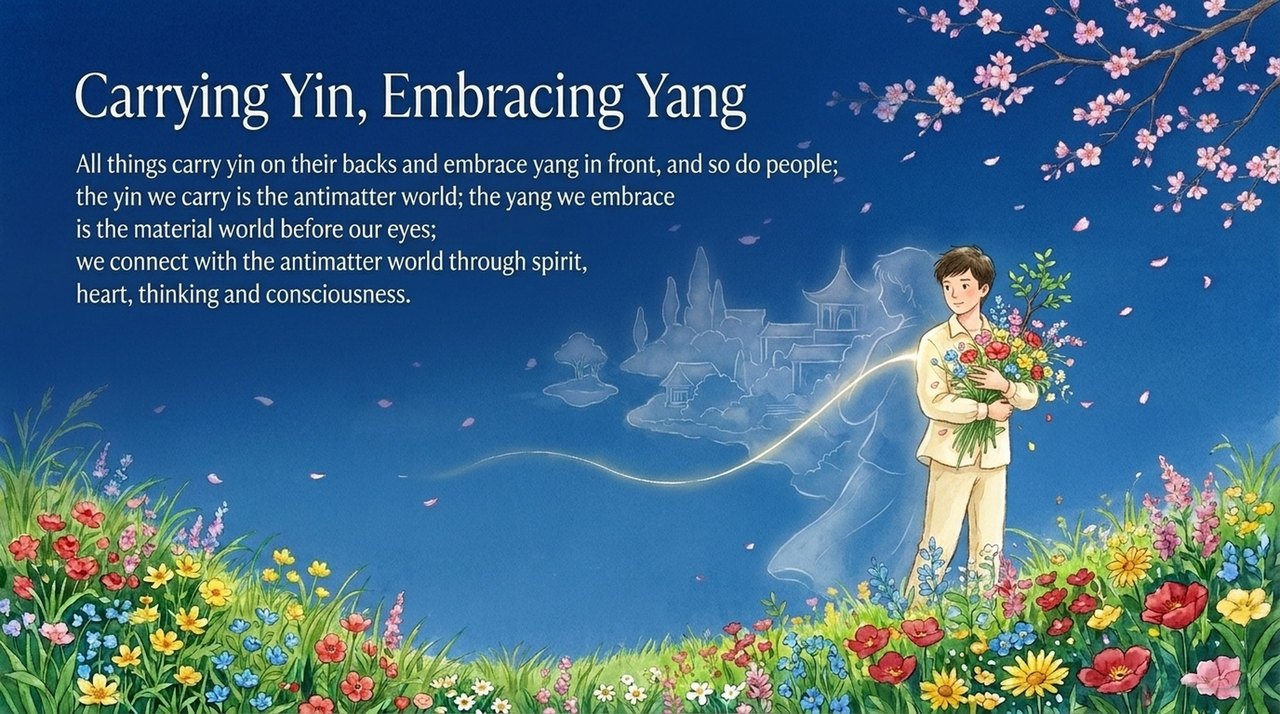 Carrying Yin, Embracing Yang
All things carry yin on their backs and embrace yang in front, and so do people;
the yin we carry is the antimatter world; the yang we embrace
is the material world before our eyes;
we connect with the antimatter world through spirit,
heart, thinking and consciousness.